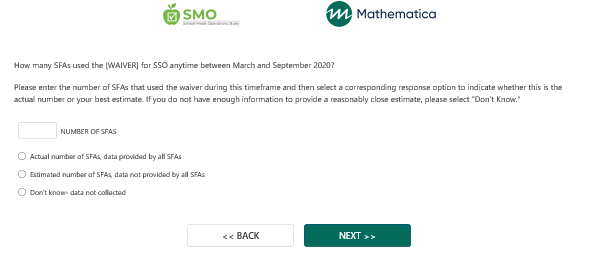 SMO
School Meals Operations Study
Mathematica
How many SFAs used the [WAIVER] for SSO anytime between March and September 2020?
Please enter the number of SFAs that used the waiver during this timeframe and then select a corresponding response option to indicate whether this is the
actual number or your best estimate. If you do not have enough information to provide a reasonably close estimate, please select "Don't Know."
NUMBER OF SFAS
Actual number of SFAs, data provided by all SFAs
Estimated number of SFAs, data not provided by all SFAs
Don't know- data not collected
<< BACK
NEXT >>